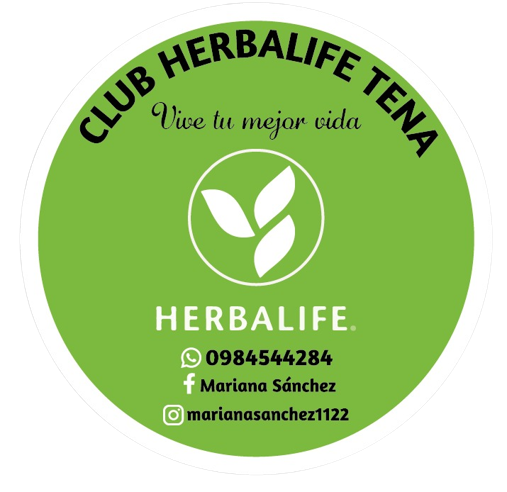 CLUB HERBALIFE TENA
Vive tu mejor vida
HERBALIFE®
0984544284
Mariana Sánchez
marianasanchez1122